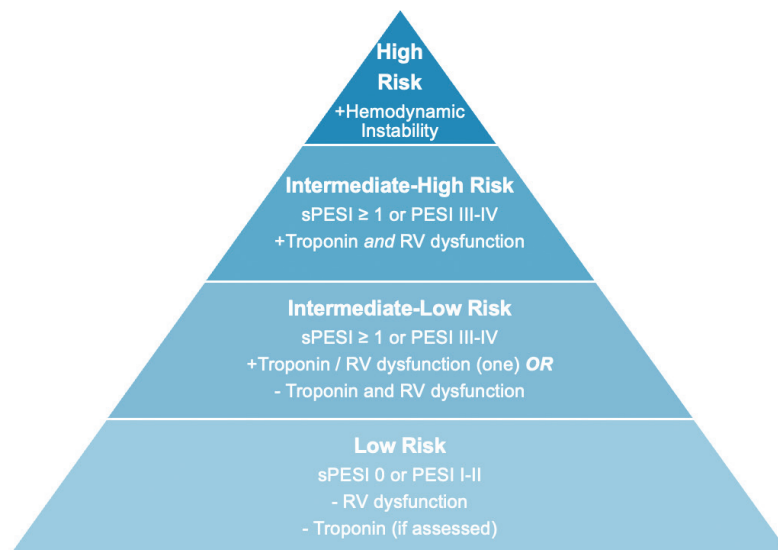 High
Risk
+Hemodynamic
Instability
Intermediate-High Risk
sPESI ≥ 1 or PESI III-IV
+Troponin and RV dysfunction
Intermediate-Low Risk
sPESI ≥ 1 or PESI III-IV
+Troponin / RV dysfunction (one) OR
- Troponin and RV dysfunction
Low Risk
sPESI 0 or PESI I-II
- RV dysfunction
- Troponin (if assessed)